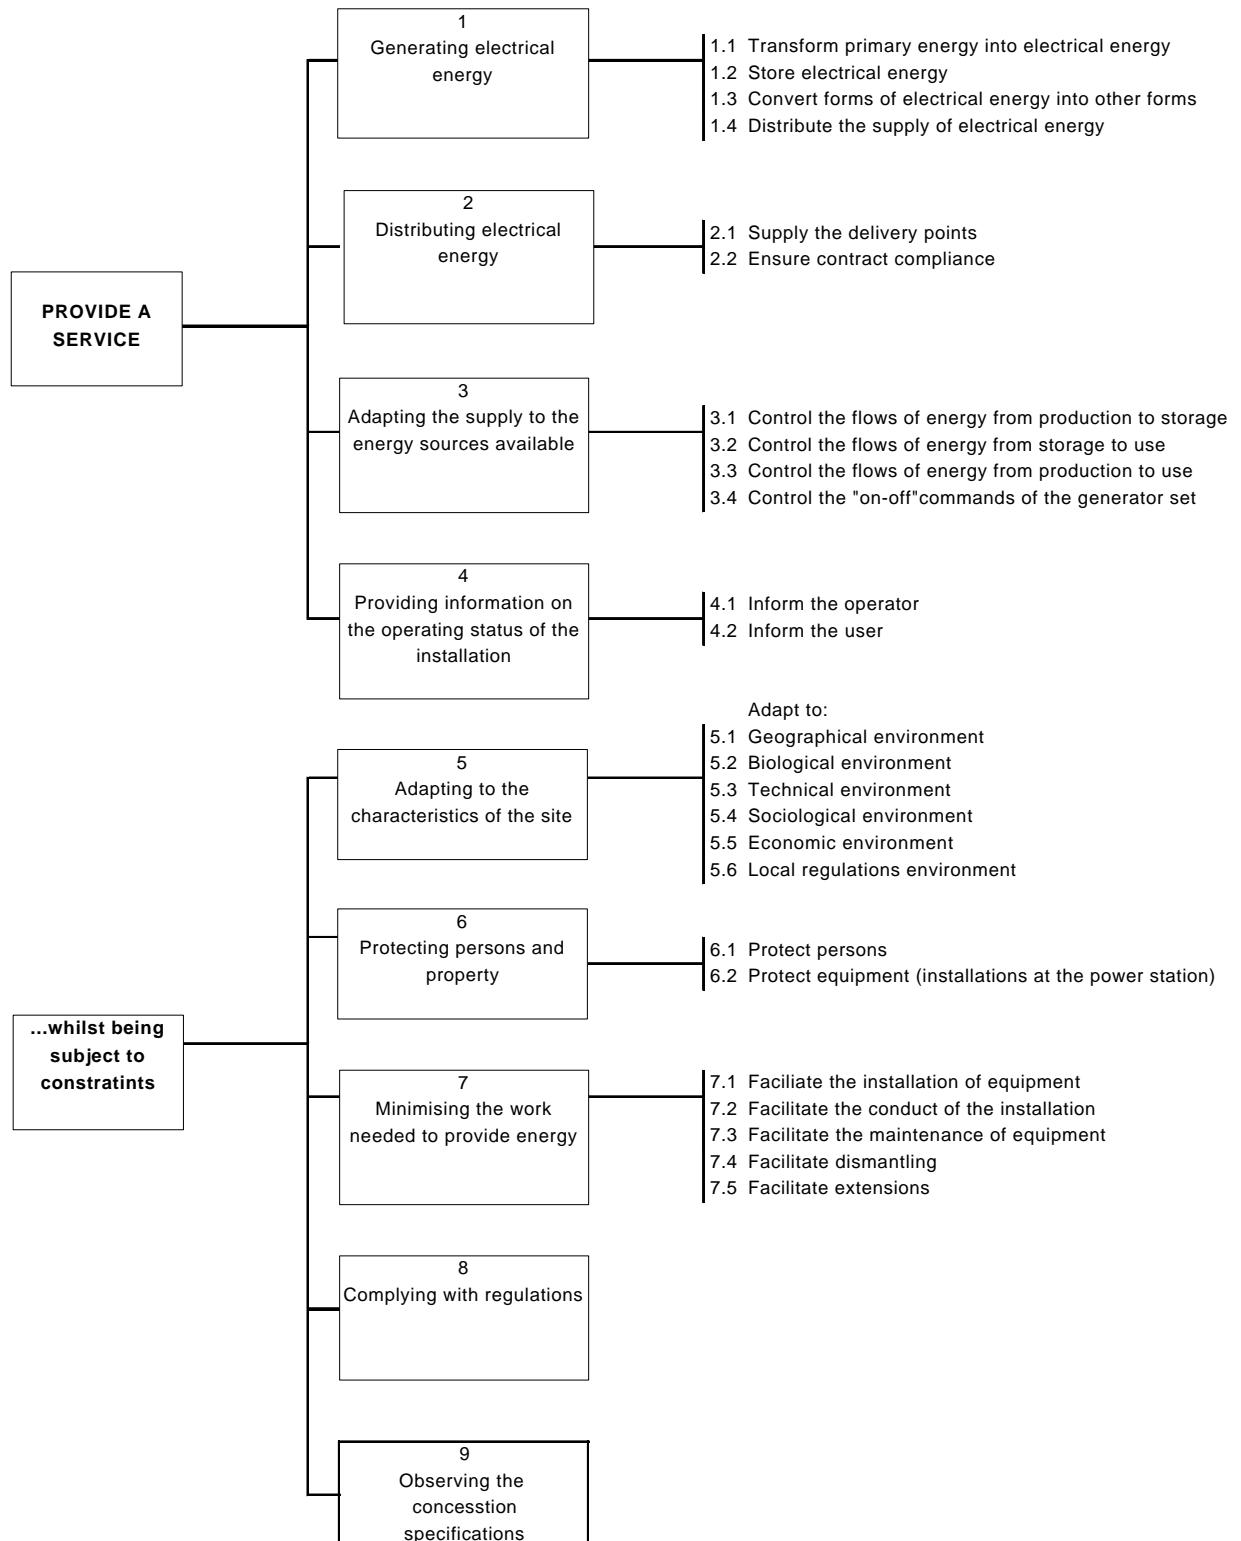 1
Generating electrical
energy
1.1 Transform primary energy into electrical energy
1.2 Store electrical energy
1.3 Convert forms of electrical energy into other forms
1.4 Distribute the supply of electrical energy
2
Distributing electrical
energy
2.1 Supply the delivery points
2.2 Ensure contract compliance
PROVIDE A
SERVICE
3
Adapting the supply to the
energy sources available
3.1 Control the flows of energy from production to storage
3.2 Control the flows of energy from storage to use
3.3 Control the flows of energy from production to use
3.4 Control the "on-off"commands of the generator set
4
Providing information on
the operating status of the
installation
4.1 Inform the operator
4.2 Inform the user
Adapt to:
5
Adapting to the
characteristics of the site
5.1 Geographical environment
5.2 Biological environment
5.3 Technical environment
5.4 Sociological environment
5.5 Economic environment
5.6 Local regulations environment
6
Protecting persons and
property
6.1 Protect persons
6.2 Protect equipment (installations at the power station)
...whilst being
subject to
constratints
7
Minimising the work
needed to provide energy
7.1 Faciliate the installation of equipment
7.2 Facilitate the conduct of the installation
7.3 Facilitate the maintenance of equipment
7.4 Facilitate dismantling
7.5 Facilitate extensions
8
Complying with regulations
9
Observing the
concesstion
specifications